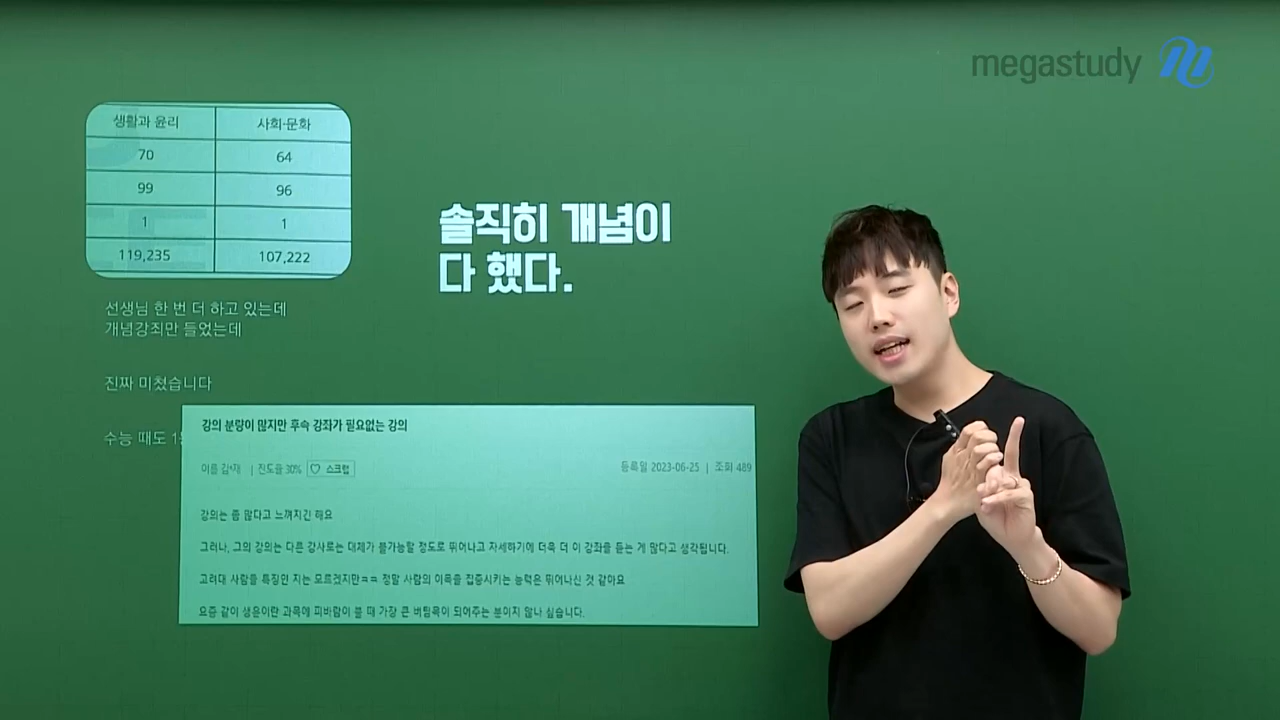 megastudy
생활과 윤리 사회·문화
70 64
99 96
1 1
119,235 107,222
솔직히 개념이
다 했다.
선생님 한 번 더 하고 있는데
개념강죄만 들었는데
진짜 미쳤습니다
수능 때도 1
강의 분량이 많지만 후속 강좌가 필요없는 강의
이름 김*재 | 진도율 30% ♡ 스크랩
등록일 2023-06-25 | 조회 489
강의는 좀 많다고 느껴지긴 해요
그러나, 그의 강의는 다른 강사로는 대체가 불가능할 정도로 뛰어나고 자세하기에 더욱 더 이 강좌를 듣는 게 많다고 생각됩니다.
고려대 사람들 특징인 지는 모르겠지만ㅋㅋ 정말 사람의 이목을 집중시키는 능력은 뛰어나신 것 같아요
요즘 같이 생윤이란 과목에 피바람이 불 때 가장 큰 버팀목이 되어주는 분이지 않나 싶습니다.